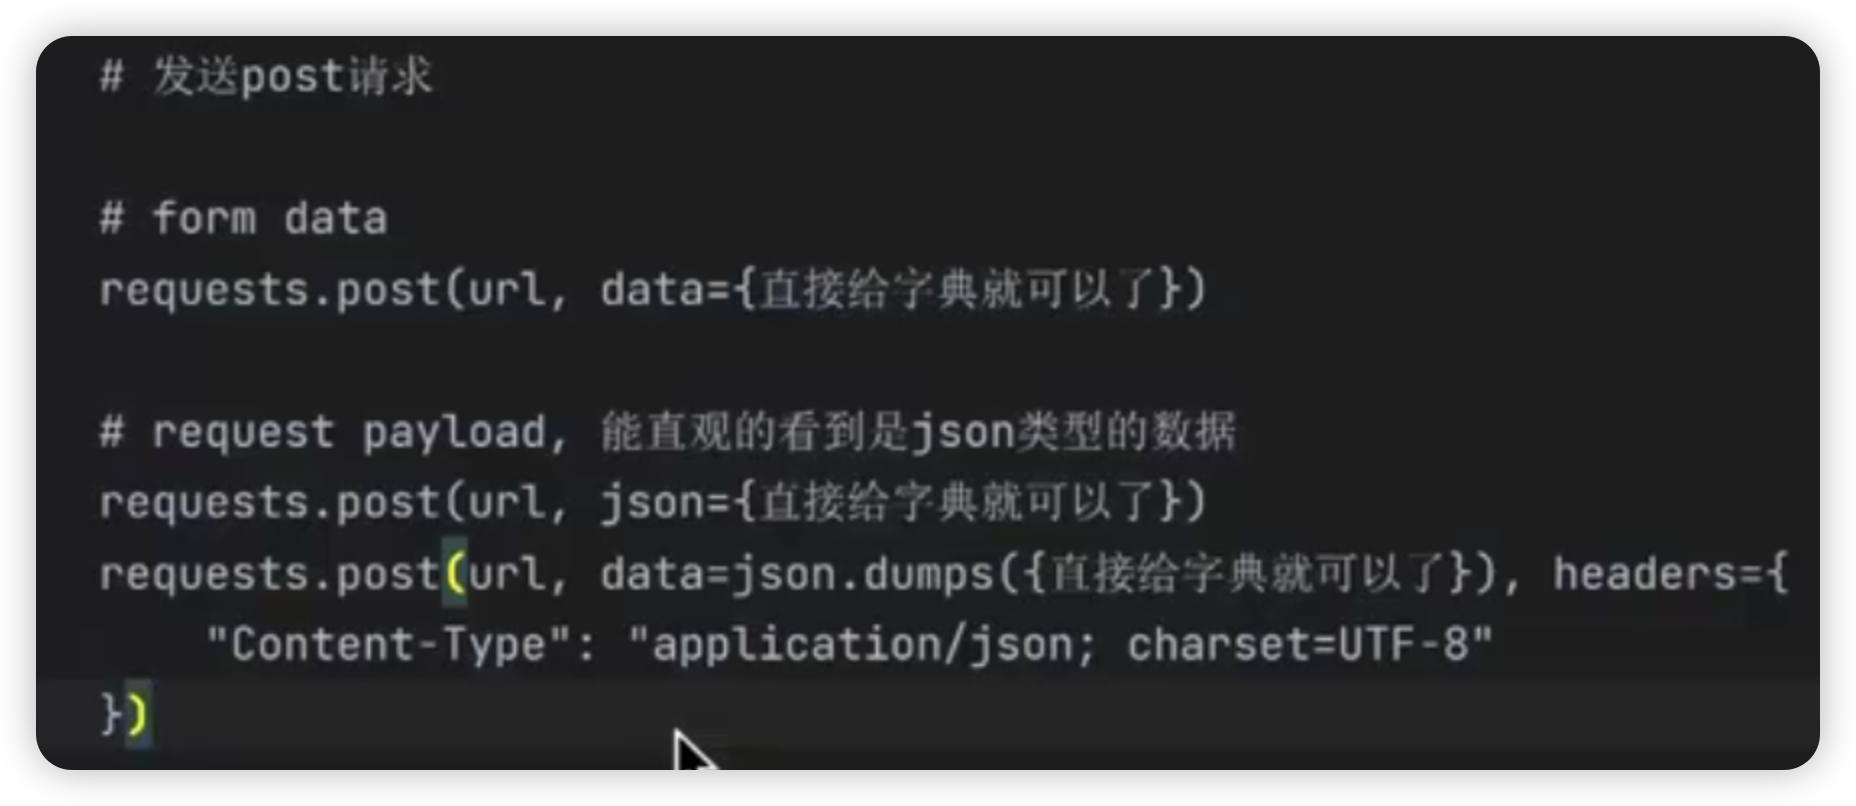 # 发送post请求
# form data
requests.post(url, data={直接给字典就可以了})
# request payload, 能直观的看到是json类型的数据
requests.post(url, json={直接给字典就可以了})
requests.post(url, data=json.dumps({直接给字典就可以了}), headers={
    "Content-Type": "application/json; charset=UTF-8"
})